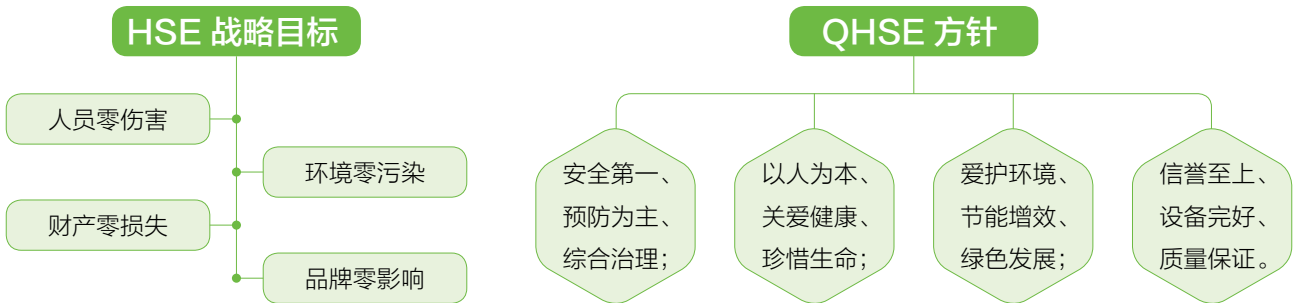 HSE 战略目标
人员零伤害
环境零污染
财产零损失
品牌零影响
QHSE 方针
安全第一、
预防为主、
综合治理；
以人为本、
关爱健康、
珍惜生命；
爱护环境、
节能增效、
绿色发展；
信誉至上、
设备完好、
质量保证。